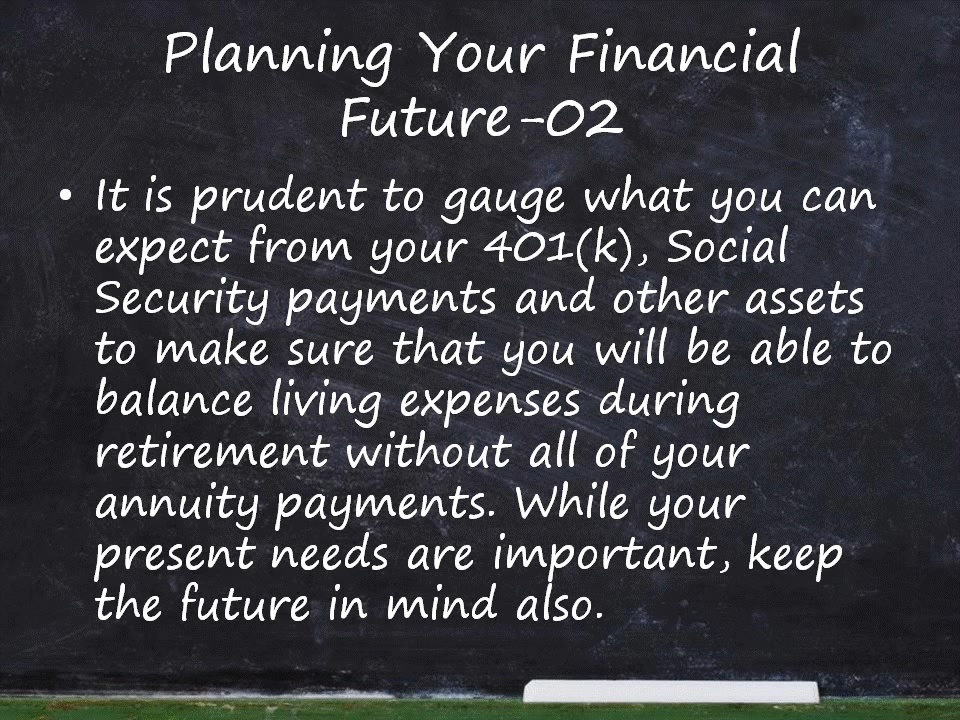 Planning Your Financial
Future-02
• It is prudent to gauge what you can
expect from your 401(k), Social
Security payments and other assets
to make sure that you will be able to
balance living expenses during
retirement without all of your
annuity payments. While your
present needs are important, keep
the future in mind also.